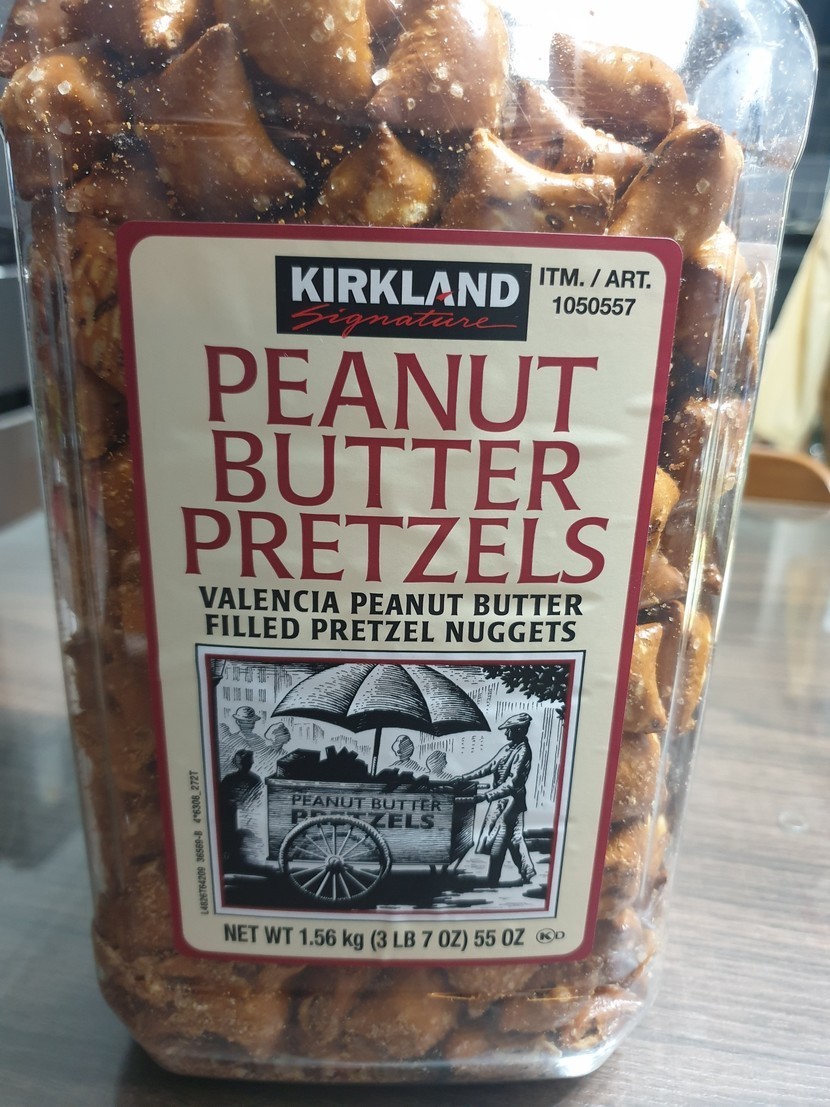 KIRKLAND
Signature
ITM. / ART.
1050557
PEANUT
BUTTER
PRETZELS
VALENCIA PEANUT BUTTER
FILLED PRETZEL NUGGETS
PEANUT BUTTER
PRETZELS
NET WT 1.56 kg (3 LB 7 OZ) 55 OZ
K D